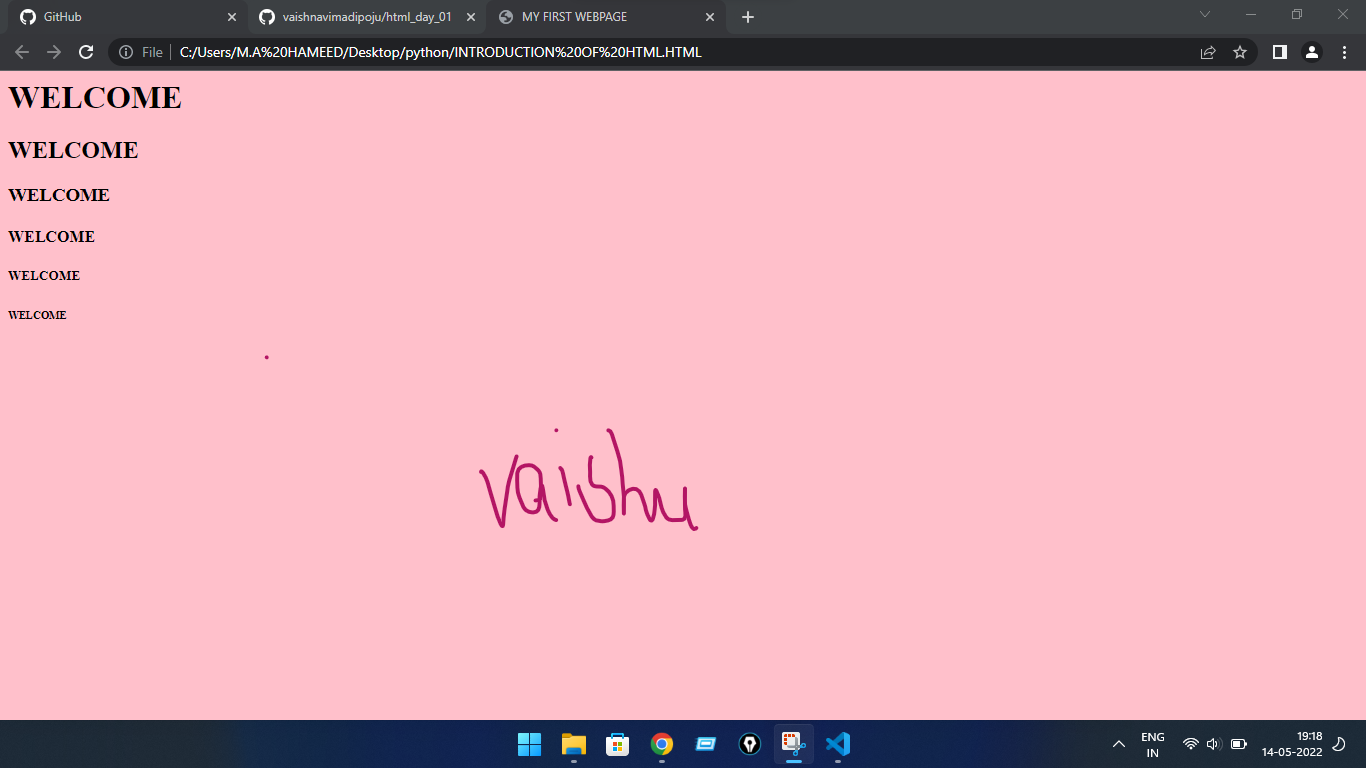 GitHub
vaishnavimadipoju/html_day_01
MY FIRST WEBPAGE
File
C:/Users/M.A%20HAMEED/Desktop/python/INTRODUCTION%20OF%20HTML.HTML
WELCOME
WELCOME
WELCOME
WELCOME
WELCOME
WELCOME
vaishu
ENG
IN
19:18
14-05-2022